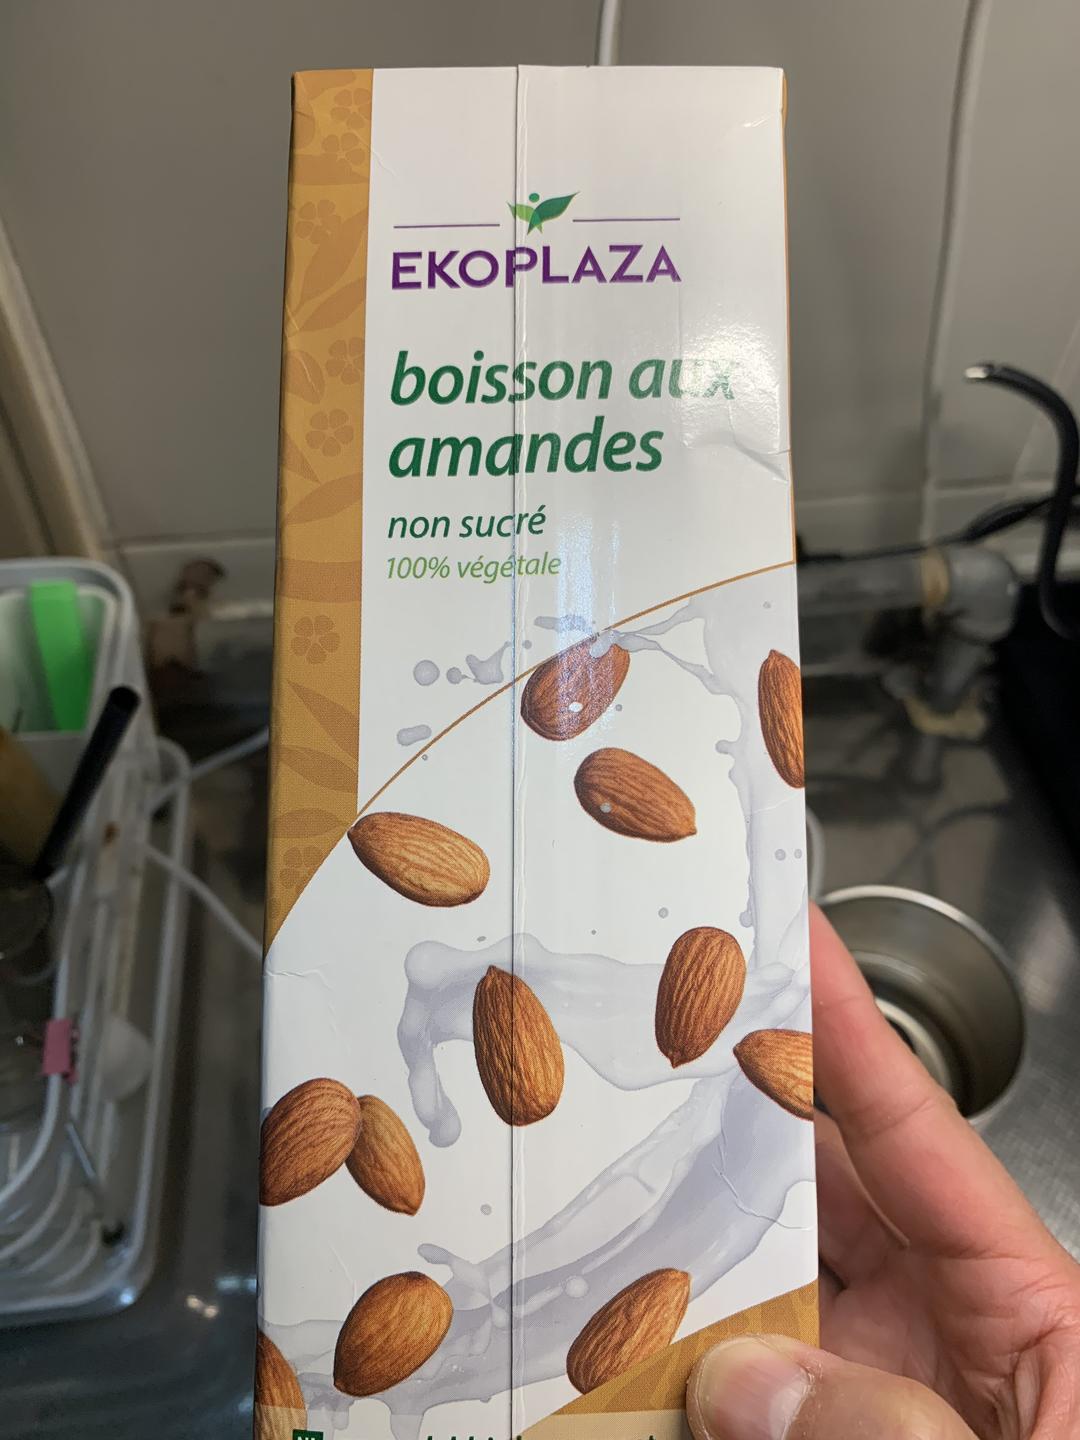 EKOPLAZA
boisson aux
amandes
non sucré
100% végétale